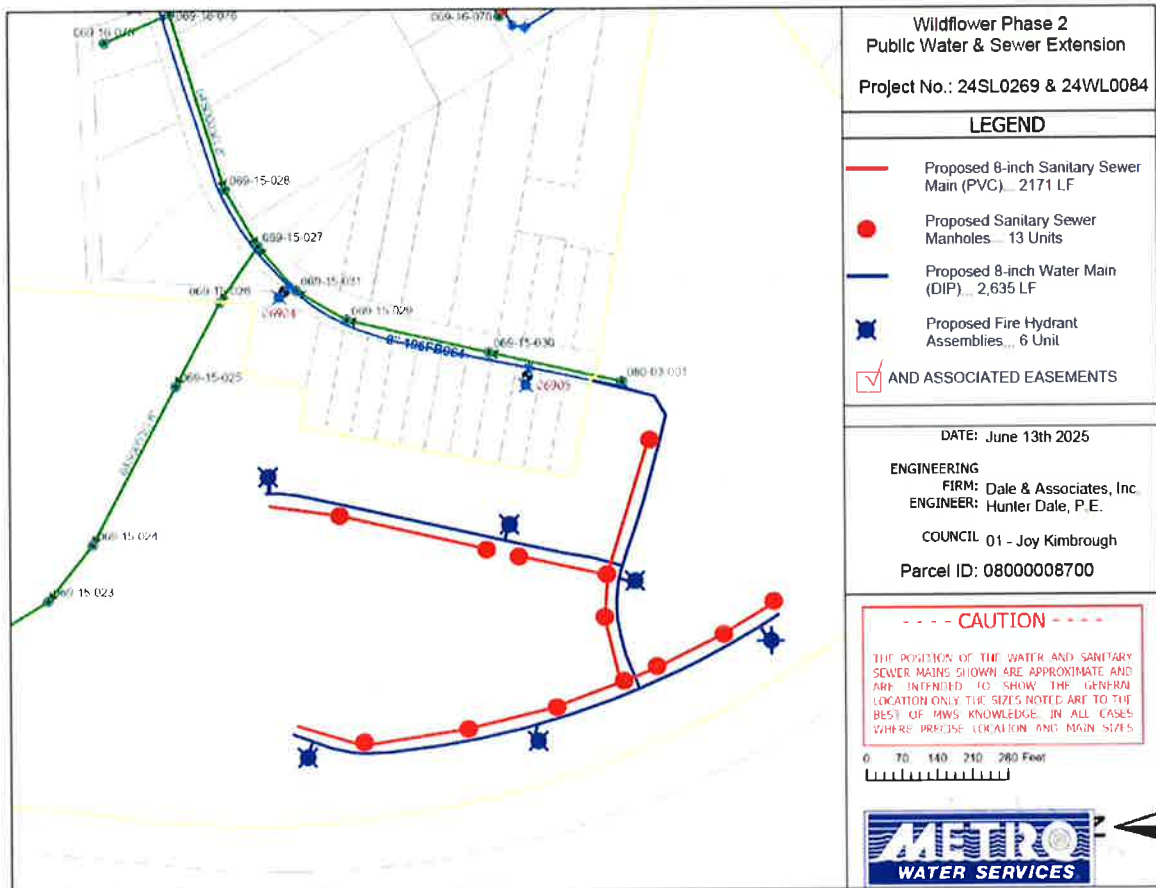 069-16-076
069-16-070
069-15-028
069-15-027
069-15-031
26904
069-15-029
069-15-030
26905
080-03-001
069-15-025
069-15-024
069-15-023
Wildflower Phase 2
Public Water & Sewer Extension
Project No.: 24SL0269 & 24WL0084
LEGEND
Proposed 8-inch Sanitary Sewer
Main (PVC)... 2171 LF
Proposed Sanitary Sewer
Manholes... 13 Units
Proposed 8-inch Water Main
(DIP)... 2,635 LF
Proposed Fire Hydrant
Assemblies... 6 Unit
AND ASSOCIATED EASEMENTS
DATE: June 13th 2025
ENGINEERING
FIRM: Dale & Associates, Inc.
ENGINEER: Hunter Dale, P.E.
COUNCIL 01 - Joy Kimbrough
Parcel ID: 08000008700
- - - - CAUTION - - - -
THE POSITION OF THE WATER AND SANITARY
SEWER MAINS SHOWN ARE APPROXIMATE AND
ARE INTENDED TO SHOW THE GENERAL
LOCATION ONLY. THE SIZES NOTED ARE TO THE
BEST OF MWS KNOWLEDGE. IN ALL CASES
WHERE PRECISE LOCATION AND MAIN SIZES
0 70 140 210 280 Feet
N
METRO
WATER SERVICES